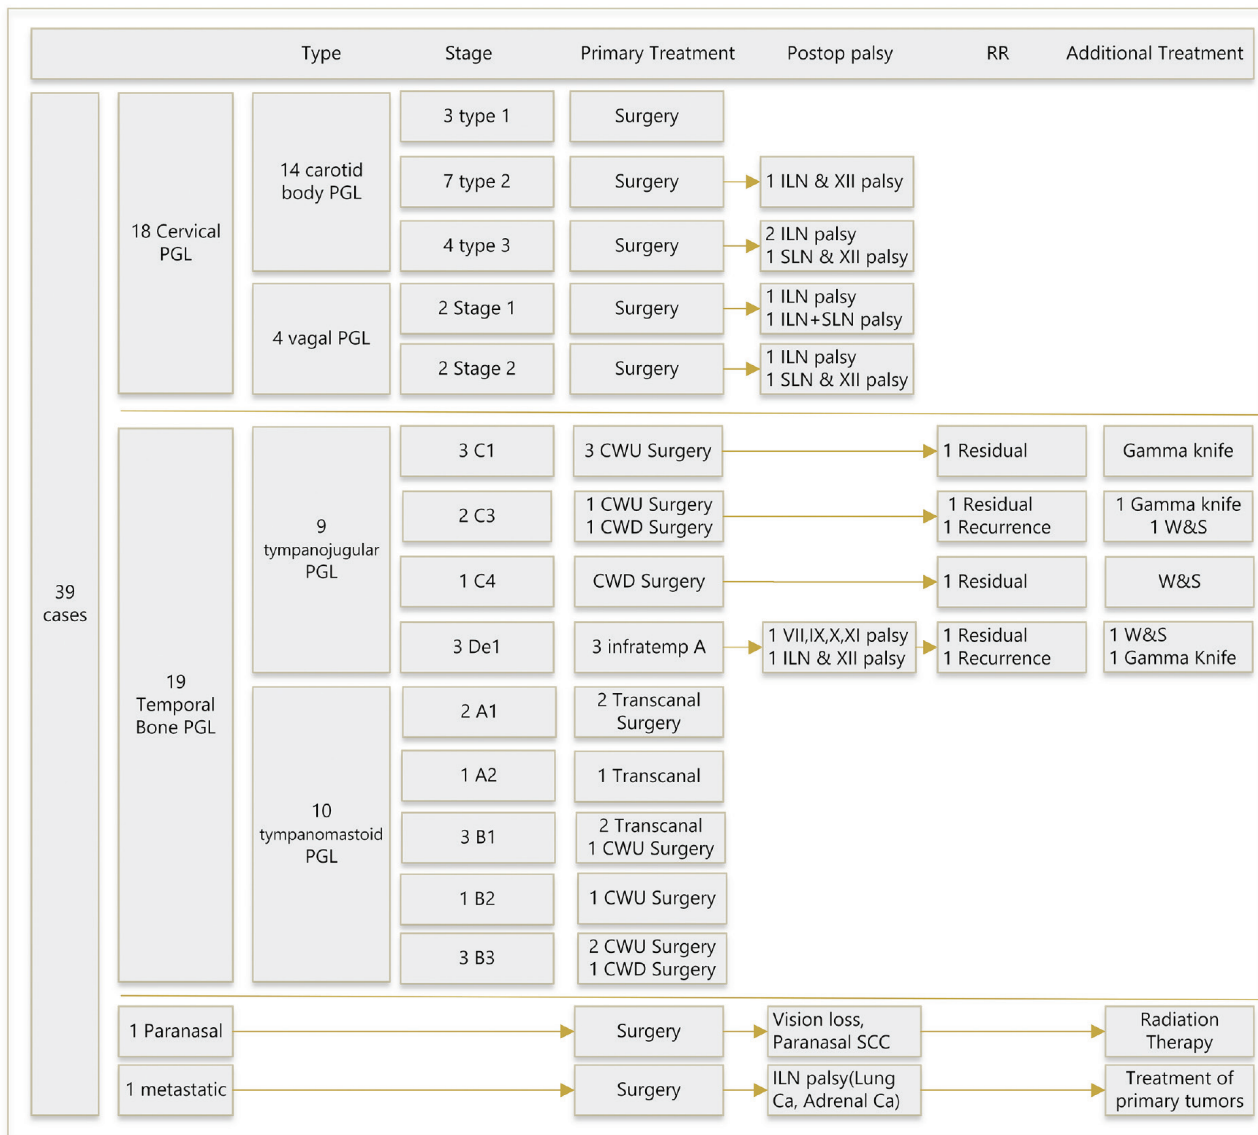 Type Stage Primary Treatment Postop palsy RR Additional Treatment
39
cases
18 Cervical
PGL
14 carotid
body PGL
3 type 1
Surgery
7 type 2
Surgery
1 ILN & XII palsy
4 type 3
Surgery
2 ILN palsy
1 SLN & XII palsy
4 vagal PGL
2 Stage 1
Surgery
1 ILN palsy
1 ILN+SLN palsy
2 Stage 2
Surgery
1 ILN palsy
1 SLN & XII palsy
19
Temporal
Bone PGL
9
tympanojugular
PGL
3 C1
3 CWU Surgery
1 Residual
Gamma knife
2 C3
1 CWU Surgery
1 CWD Surgery
1 Residual
1 Recurrence
1 Gamma knife
1 W&S
1 C4
CWD Surgery
1 Residual
W&S
3 De1
3 infratemp A
1 VII,IX,X,XI palsy
1 ILN & XII palsy
1 Residual
1 Recurrence
1 W&S
1 Gamma Knife
10
tympanomastoid
PGL
2 A1
2 Transcanal
Surgery
1 A2
1 Transcanal
3 B1
2 Transcanal
1 CWU Surgery
1 B2
1 CWU Surgery
3 B3
2 CWU Surgery
1 CWD Surgery
1 Paranasal
Surgery
Vision loss,
Paranasal SCC
Radiation
Therapy
1 metastatic
Surgery
ILN palsy(Lung
Ca, Adrenal Ca)
Treatment of
primary tumors